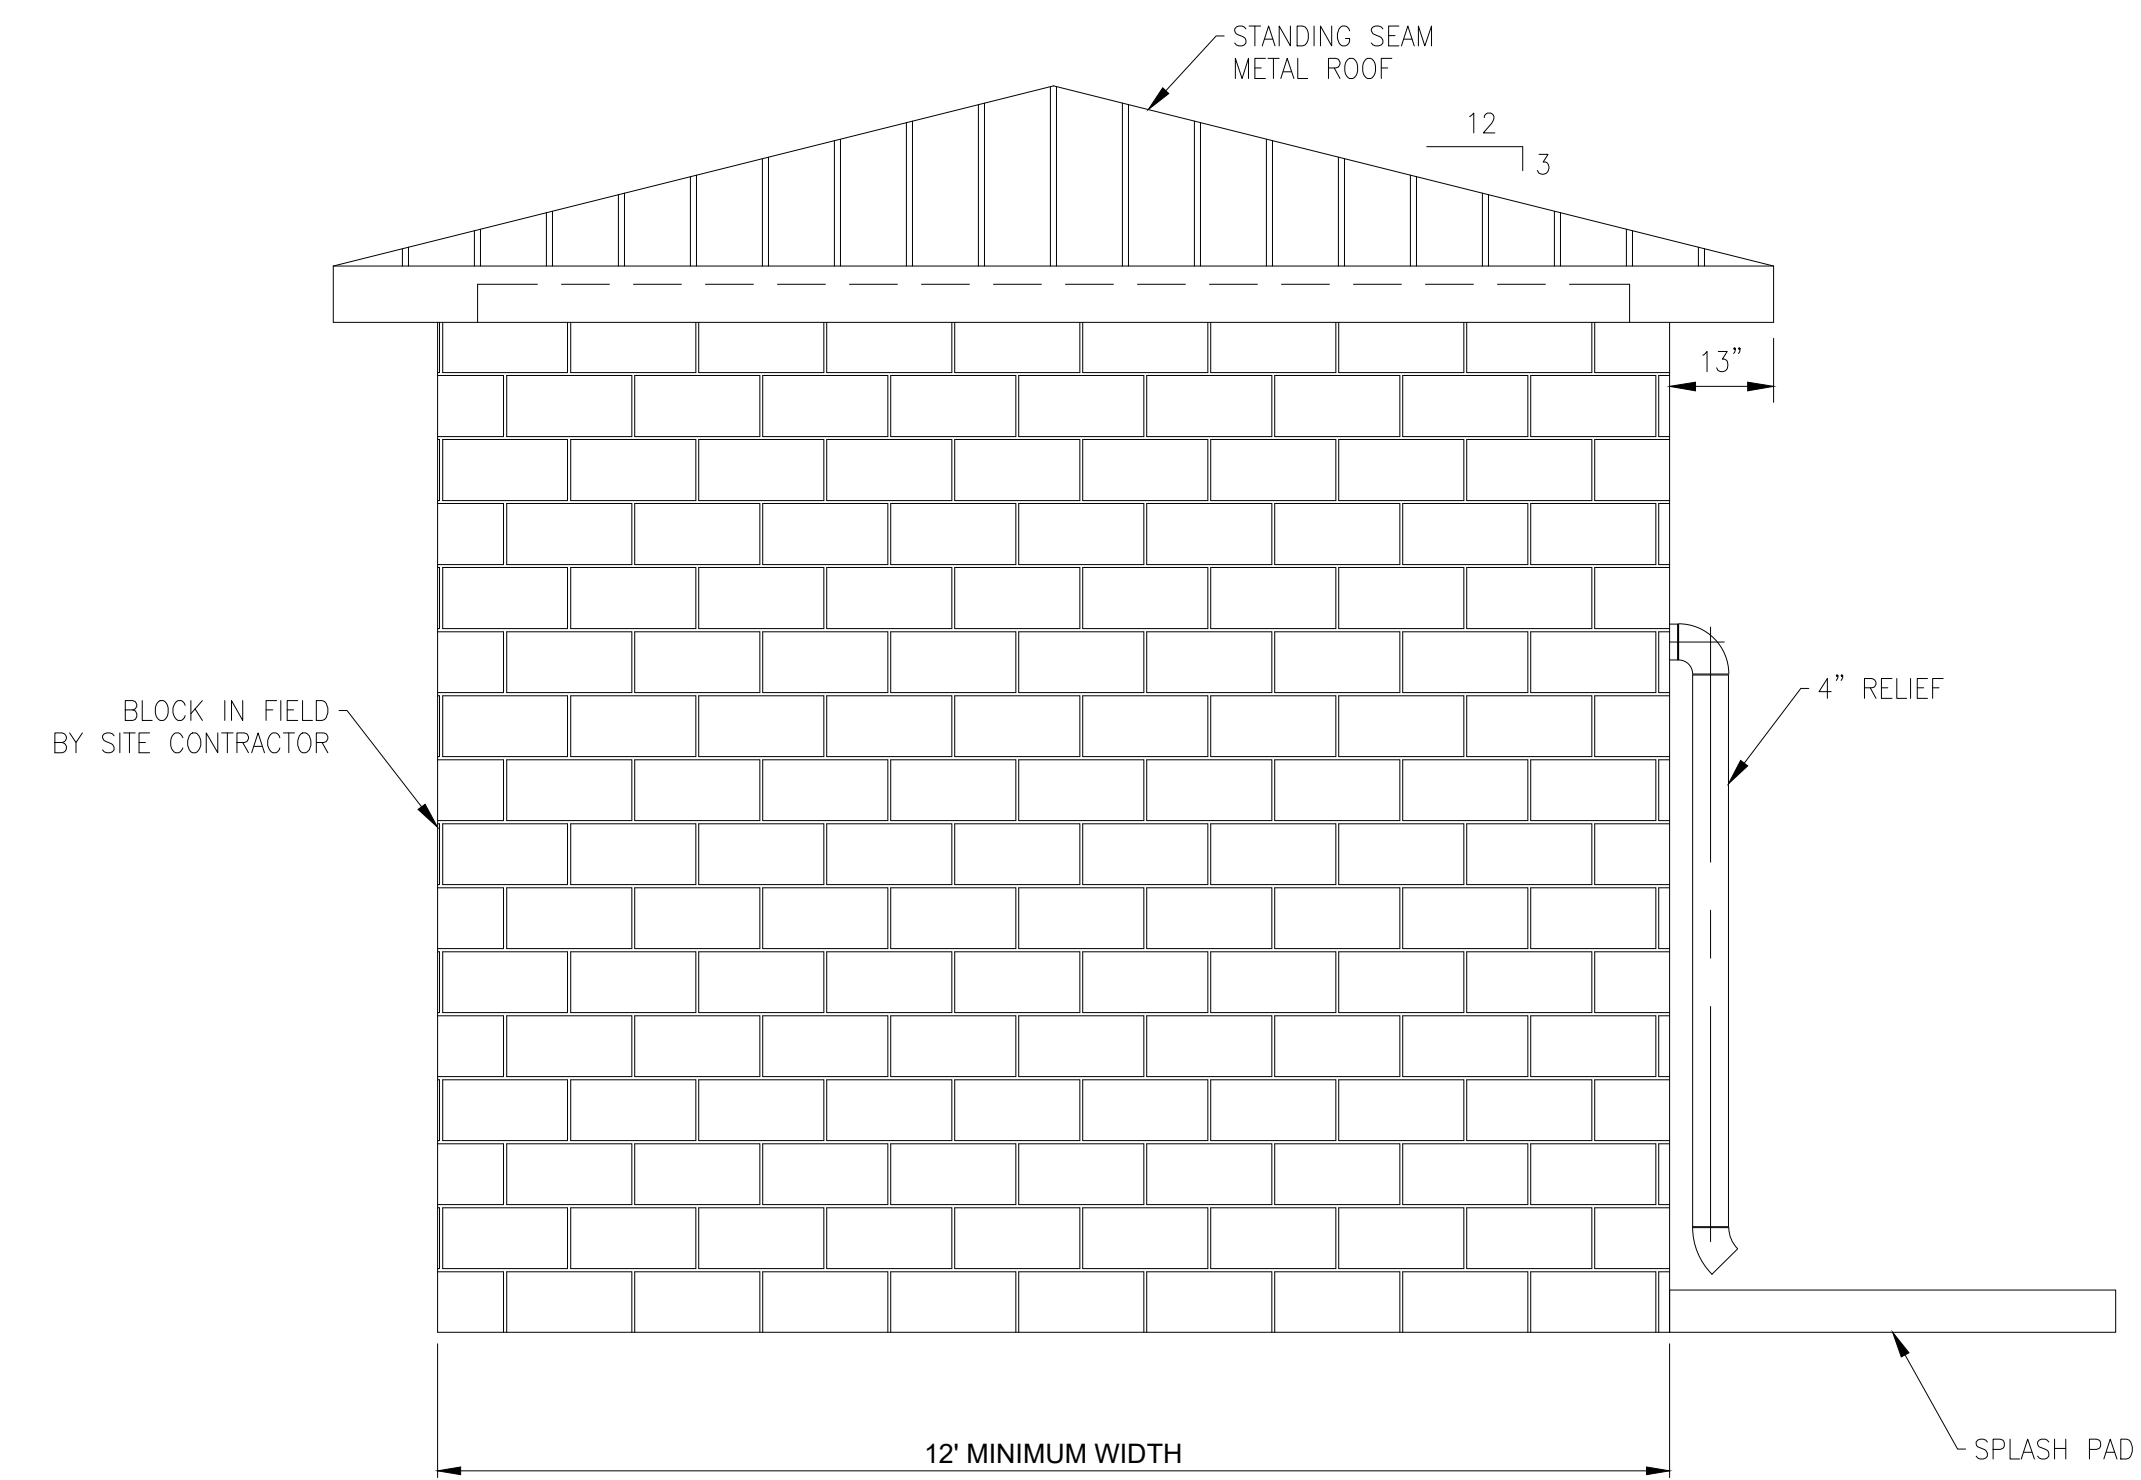 STANDING SEAM
METAL ROOF
12
3
13”
BLOCK IN FIELD
BY SITE CONTRACTOR
4” RELIEF
12' MINIMUM WIDTH
SPLASH PAD